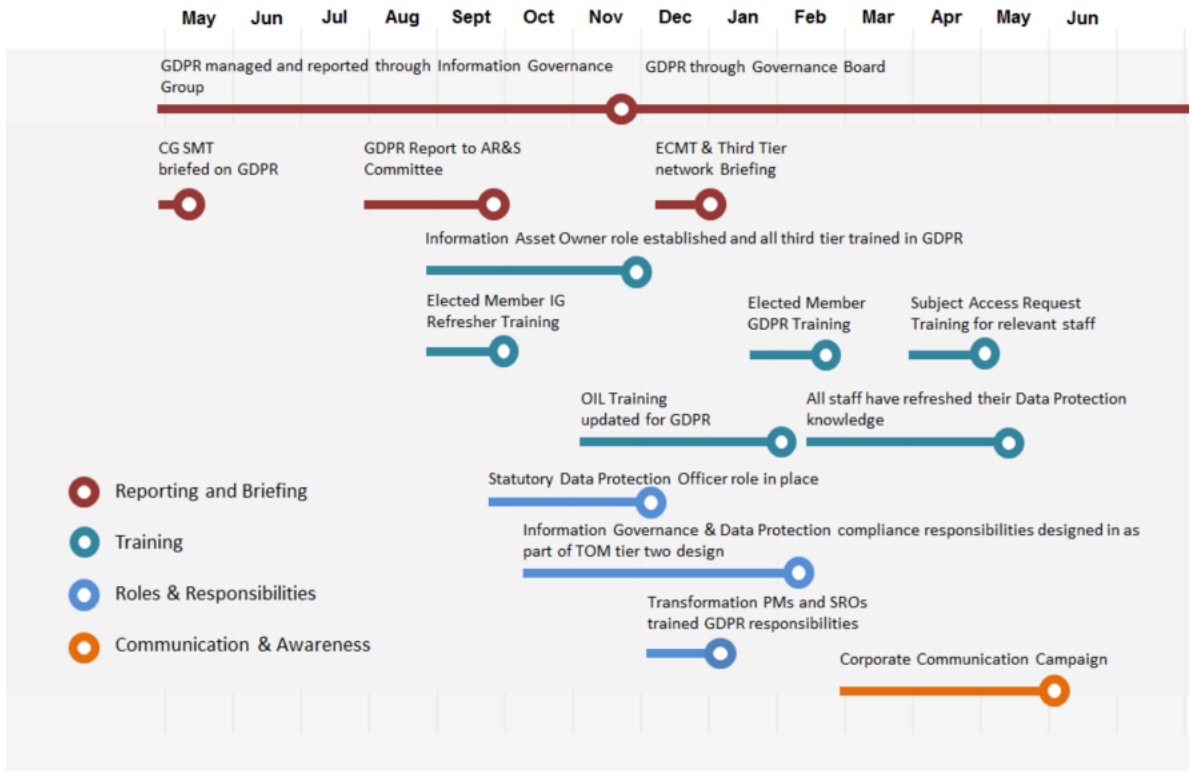 May Jun Jul Aug Sept Oct Nov Dec Jan Feb Mar Apr May Jun
GDPR managed and reported through Information Governance
Group
GDPR through Governance Board
CG SMT
briefed on GDPR
GDPR Report to AR&S
Committee
ECMT & Third Tier
network Briefing
Information Asset Owner role established and all third tier trained in GDPR
Elected Member IG
Refresher Training
Elected Member
GDPR Training
Subject Access Request
Training for relevant staff
OIL Training
updated for GDPR
All staff have refreshed their Data Protection
knowledge
Statutory Data Protection Officer role in place
Information Governance & Data Protection compliance responsibilities designed in as
part of TOM tier two design
Transformation PMs and SROs
trained GDPR responsibilities
Corporate Communication Campaign
Reporting and Briefing
Training
Roles & Responsibilities
Communication & Awareness